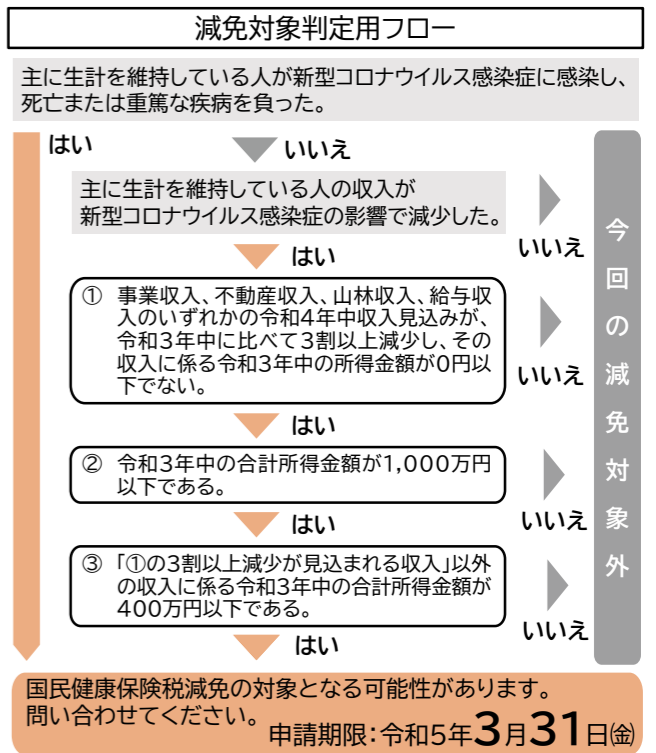 減免対象判定用フロー
主に生計を維持している人が新型コロナウイルス感染症に感染し、
死亡または重篤な疾病を負った。
はい
いいえ
主に生計を維持している人の収入が
新型コロナウイルス感染症の影響で減少した。
いいえ
はい
① 事業収入、不動産収入、山林収入、給与収
入のいずれかの令和4年中収入見込みが、
令和3年中に比べて3割以上減少し、その
収入に係る令和3年中の所得金額が0円以
下でない。
いいえ
はい
② 令和3年中の合計所得金額が1,000万円
以下である。
いいえ
はい
③ 「①の3割以上減少が見込まれる収入」以外
の収入に係る令和3年中の合計所得金額が
400万円以下である。
いいえ
はい
今回の減免対象外
国民健康保険税減免の対象となる可能性があります。
問い合わせてください。
申請期限:令和5年3月31日㈮